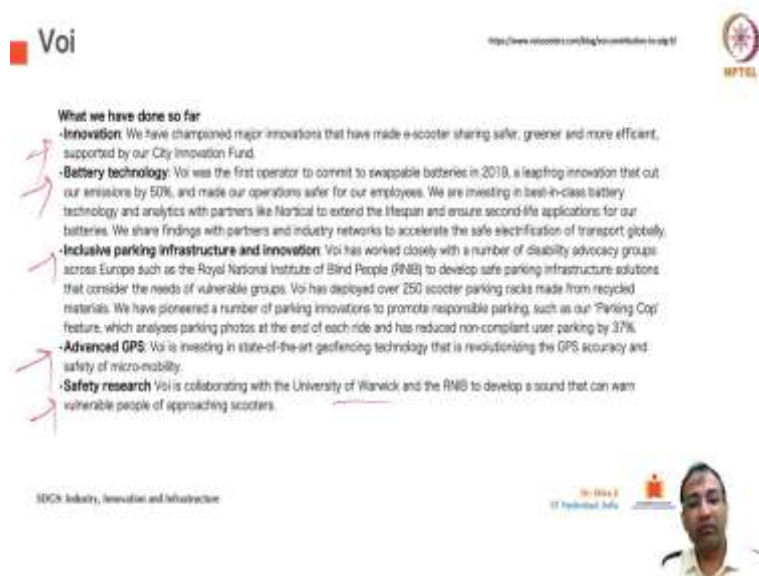 Voi
NPTEL
What we have done so far
-Innovation: We have championed major innovations that have made e-scooter sharing safer, greener and more efficient,
supported by our City Innovation Fund.
-Battery technology: Voi was the first operator to commit to swappable batteries in 2019, a leapfrog innovation that cut
our emissions by 50%, and made our operations safer for our employees. We are investing in best-in-class battery
technology and analytics with partners like Nortical to extend the lifespan and ensure second-life applications for our
batteries. We share findings with partners and industry networks to accelerate the safe electrification of transport globally.
-Inclusive parking infrastructure and innovation: Voi has worked closely with a number of disability advocacy groups
across Europe such as the Royal National Institute of Blind People (RNIB) to develop safe parking infrastructure solutions
that consider the needs of vulnerable groups. Voi has deployed over 250 scooter parking racks made from recycled
materials. We have pioneered a number of parking innovations to promote responsible parking, such as our 'Parking Cop'
feature, which analyses parking photos at the end of each ride and has reduced non-compliant user parking by 37%.
-Advanced GPS: Voi is investing in state-of-the-art geofencing technology that is revolutionizing the GPS accuracy and
safety of micro-mobility.
-Safety research Voi is collaborating with the University of Warwick and the RNIB to develop a sound that can warn
vulnerable people of approaching scooters.
SDG9: Industry, Innovation and Infrastructure
IIT Hyderabad, India